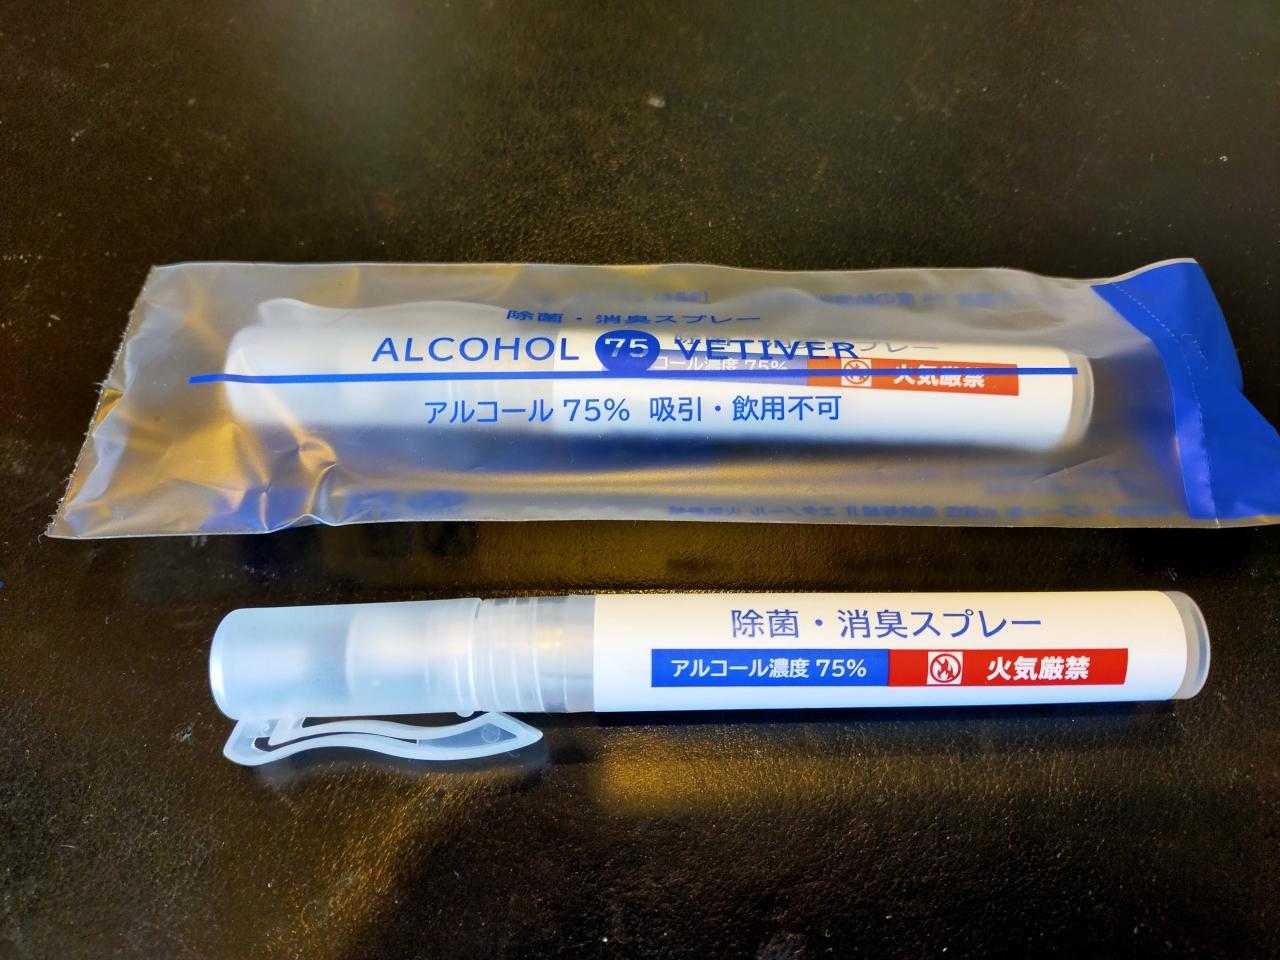 除菌・消臭スプレー
ALCOHOL 75 VETIVER
コール濃度 75% 火気厳禁
アルコール 75% 吸引・飲用不可
除菌・消臭スプレー
アルコール濃度 75% 火気厳禁